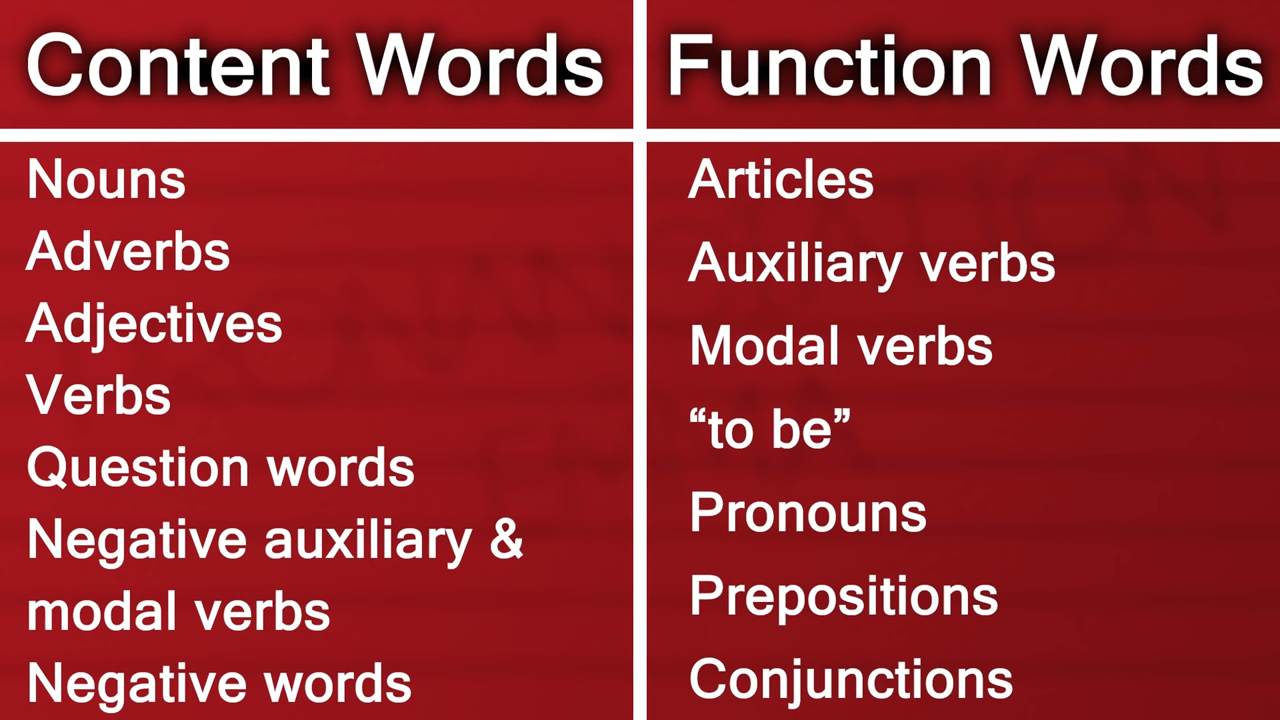 Content Words
Function Words
Nouns
Adverbs
Adjectives
Verbs
Question words
Negative auxiliary &
modal verbs
Negative words
Articles
Auxiliary verbs
Modal verbs
“to be”
Pronouns
Prepositions
Conjunctions